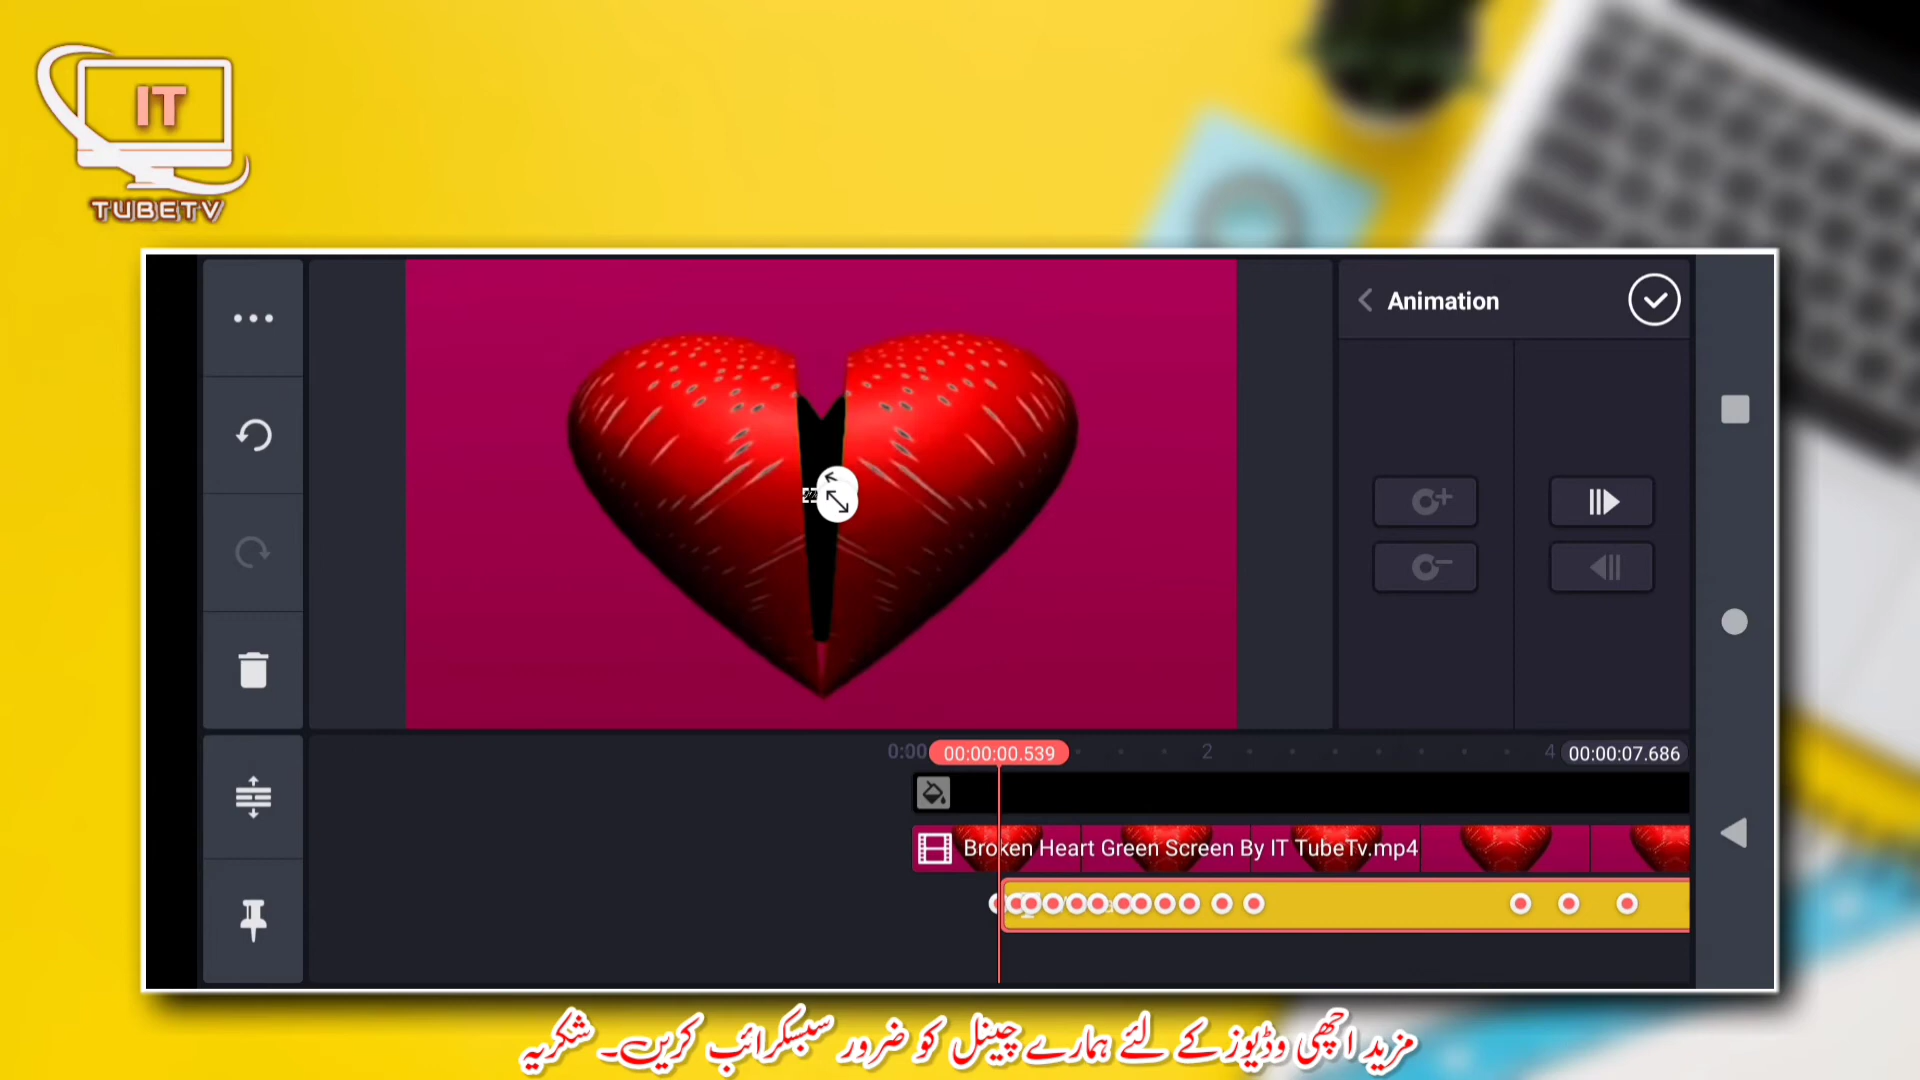 IT
TUBETV
Animation
0:00
00:00:00.539
2
4
00:00:07.686
Broken Heart Green Screen By IT TubeTv.mp4
مزید اچھی وڈیوز کے لئے ہمارے چینل کو ضرور سبسکرائب کریں۔ شکریہ